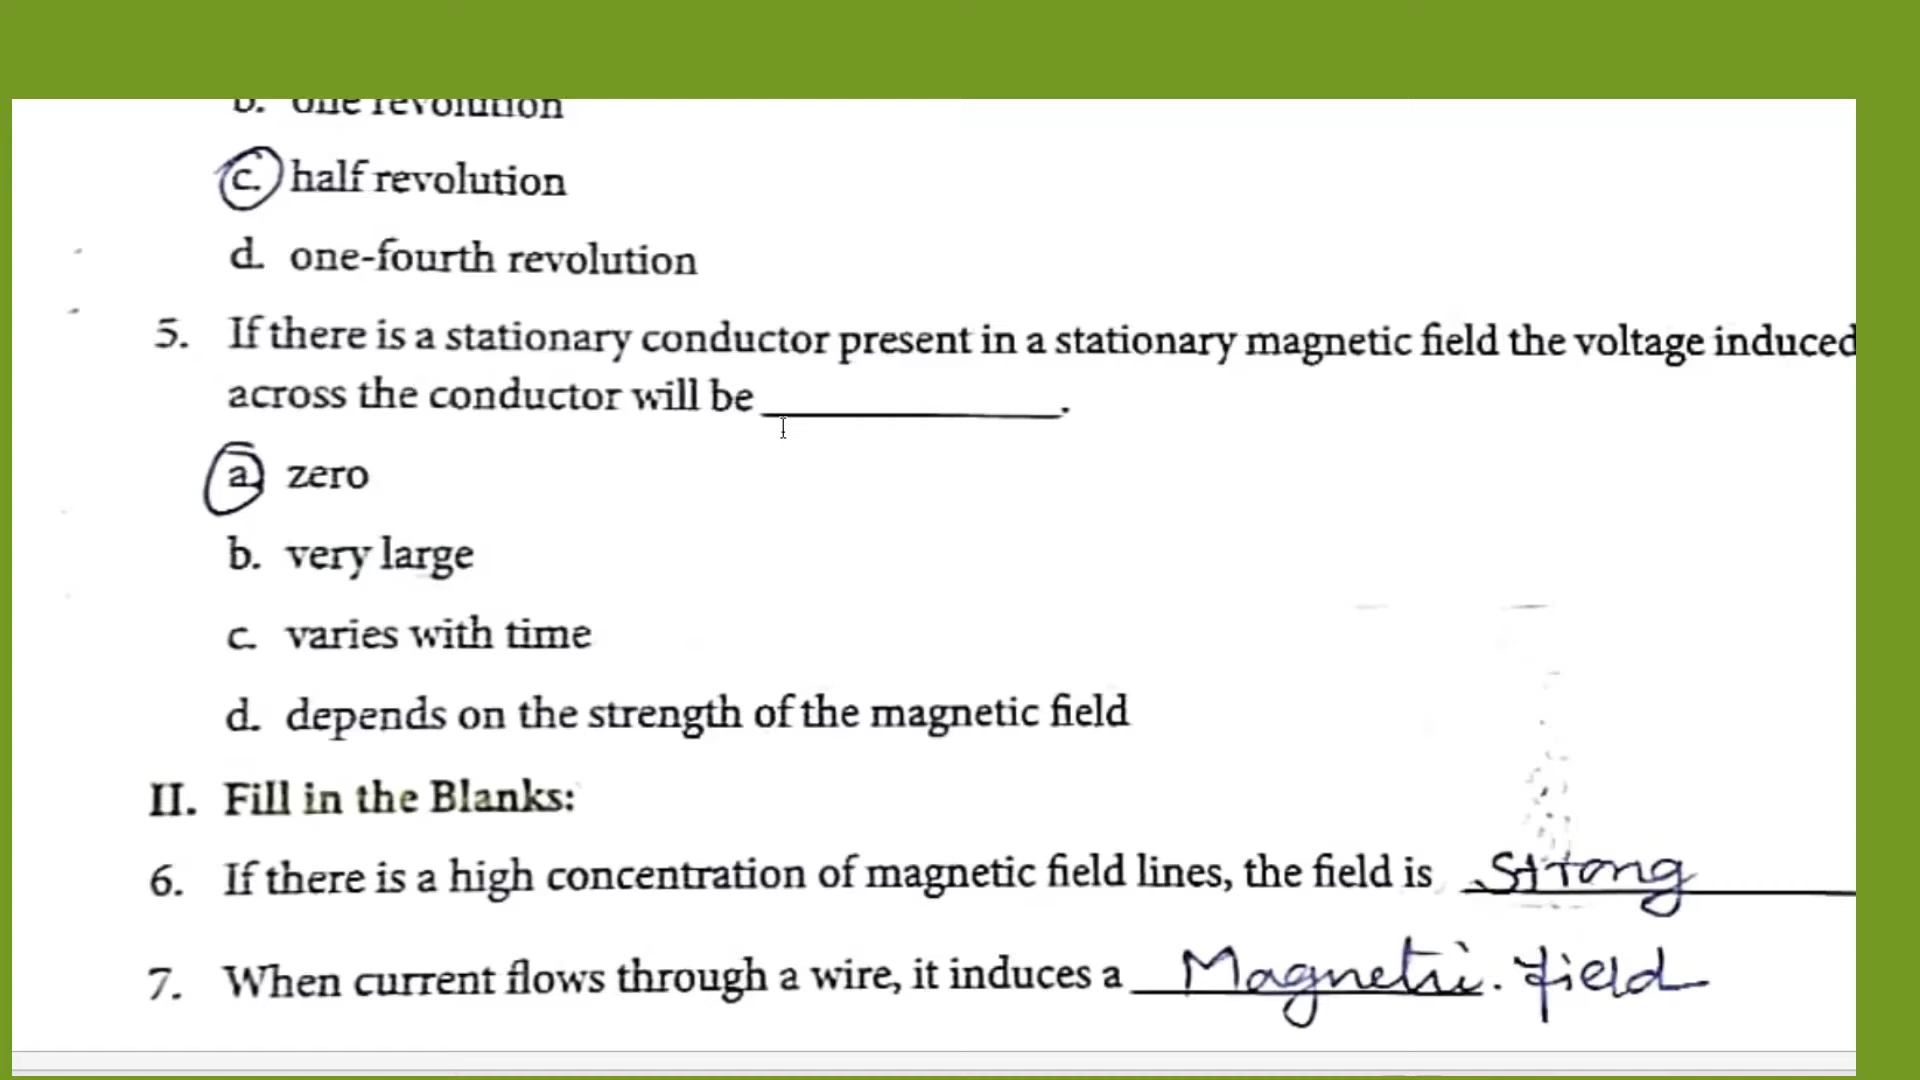 b. one revolution
c. half revolution
d. one-fourth revolution
5. If there is a stationary conductor present in a stationary magnetic field the voltage induced
across the conductor will be ____________.
a. zero
b. very large
c. varies with time
d. depends on the strength of the magnetic field
II. Fill in the Blanks:
6. If there is a high concentration of magnetic field lines, the field is Strong
7. When current flows through a wire, it induces a Magnetic. field